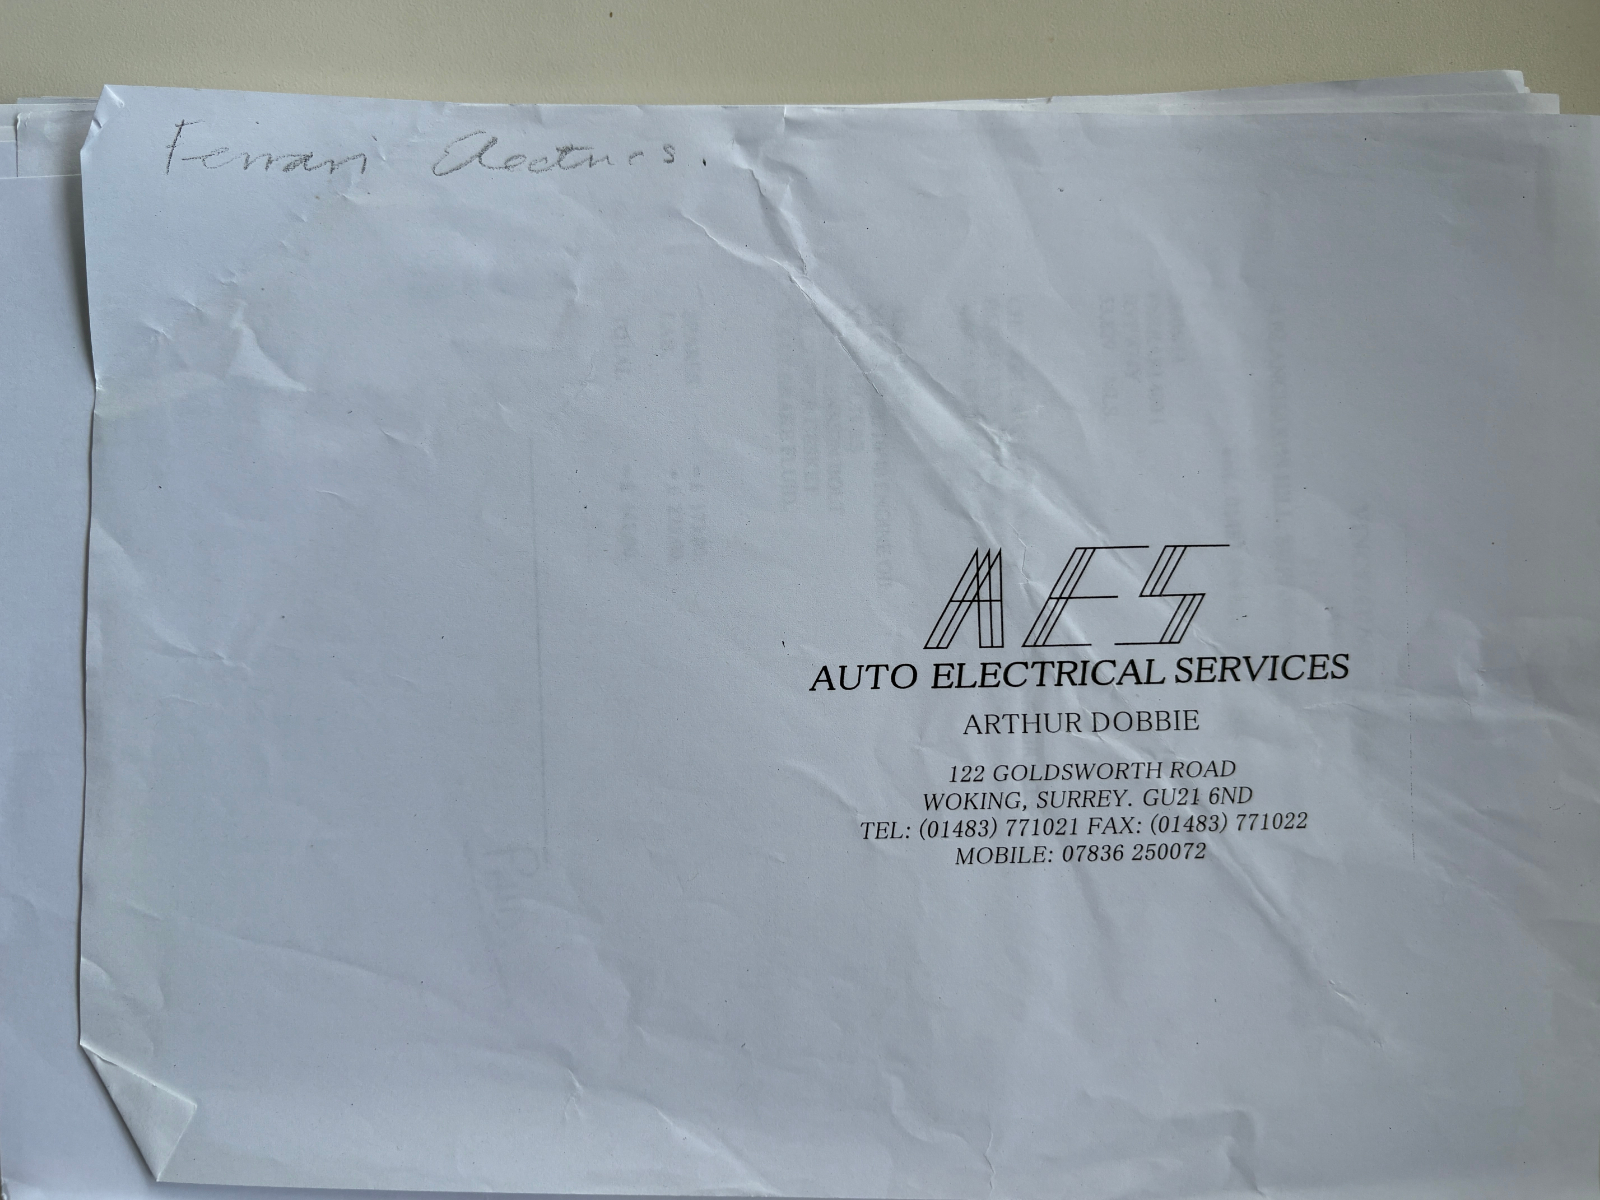 Ferrari Electrics.
AES
AUTO ELECTRICAL SERVICES
ARTHUR DOBBIE
122 GOLDSWORTH ROAD
WOKING, SURREY. GU21 6ND
TEL: (01483) 771021 FAX: (01483) 771022
MOBILE: 07836 250072